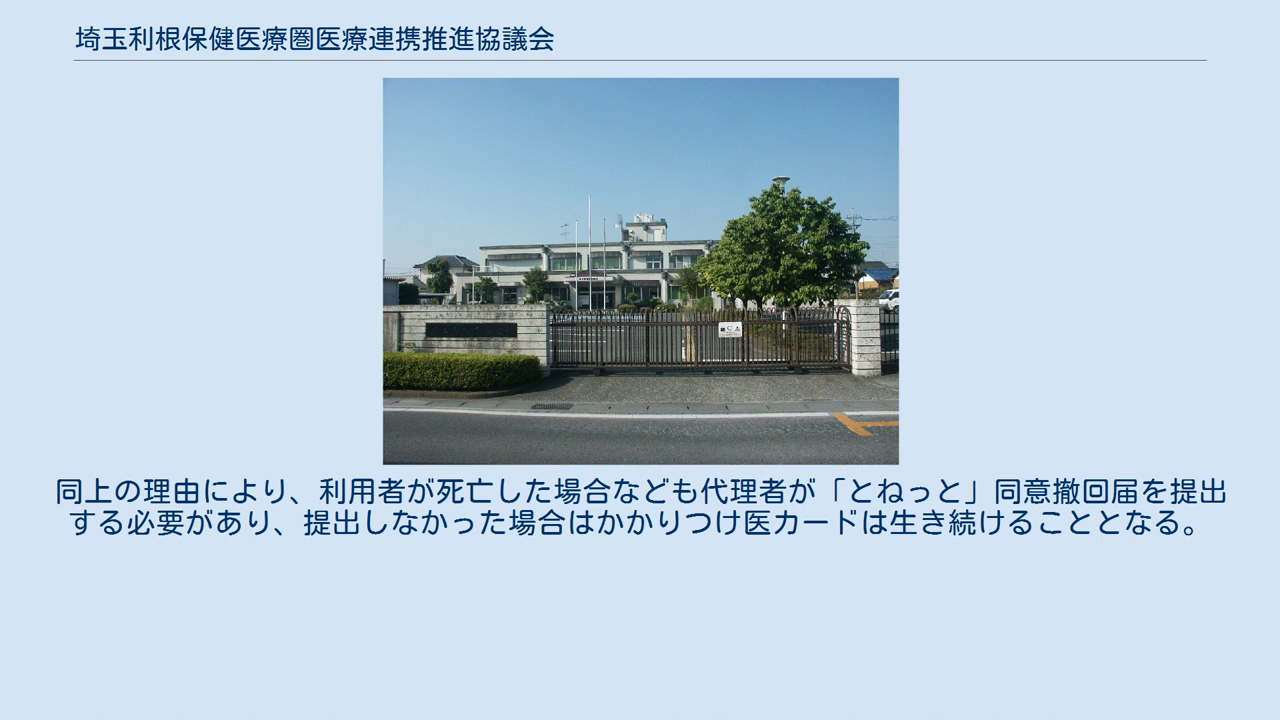 埼玉利根保健医療圏医療連携推進協議会
同上の理由により、利用者が死亡した場合なども代理者が「とねっと」同意撤回届を提出
する必要があり、提出しなかった場合はかかりつけ医カードは生き続けることとなる。